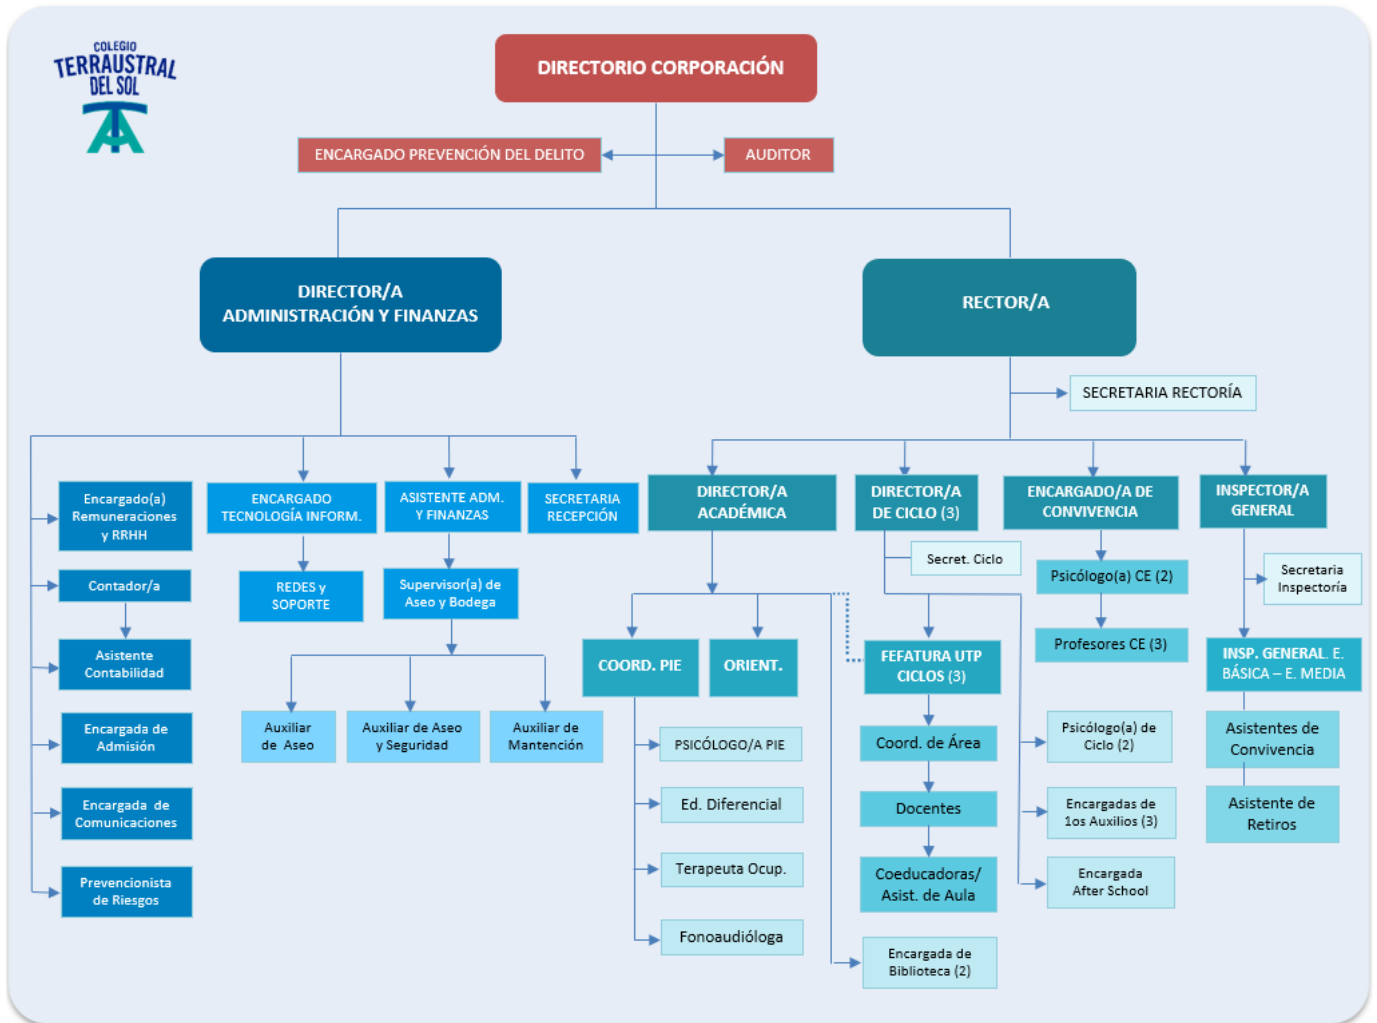 COLEGIO
TERRAUSTRAL
DEL SOL
DIRECTORIO CORPORACIÓN
ENCARGADO PREVENCIÓN DEL DELITO
AUDITOR
DIRECTOR/A
ADMINISTRACIÓN Y FINANZAS
RECTOR/A
SECRETARIA RECTORÍA
Encargado(a)
Remuneraciones
y RRHH
Contador/a
Asistente
Contabilidad
Encargada de
Admisión
Encargada de
Comunicaciones
Prevencionista
de Riesgos
ENCARGADO
TECNOLOGÍA INFORM.
REDES y
SOPORTE
ASISTENTE ADM.
Y FINANZAS
Supervisor(a) de
Aseo y Bodega
Auxiliar
de Aseo
Auxiliar de Aseo
y Seguridad
Auxiliar de
Mantención
SECRETARIA
RECEPCIÓN
DIRECTOR/A
ACADÉMICA
COORD. PIE
ORIENT.
PSICÓLOGO/A PIE
Ed. Diferencial
Terapeuta Ocup.
Fonoaudióloga
DIRECTOR/A
DE CICLO (3)
Secret. Ciclo
FEFATURA UTP
CICLOS (3)
Coord. de Área
Docentes
Coeducadoras/
Asist. de Aula
Encargada de
Biblioteca (2)
ENCARGADO/A DE
CONVIVENCIA
Psicólogo(a) CE (2)
Profesores CE (3)
Psicólogo(a) de
Ciclo (2)
Encargadas de
1os Auxilios (3)
Encargada
After School
INSPECTOR/A
GENERAL
Secretaria
Inspectoría
INSP. GENERAL. E.
BÁSICA – E. MEDIA
Asistentes de
Convivencia
Asistente de
Retiros